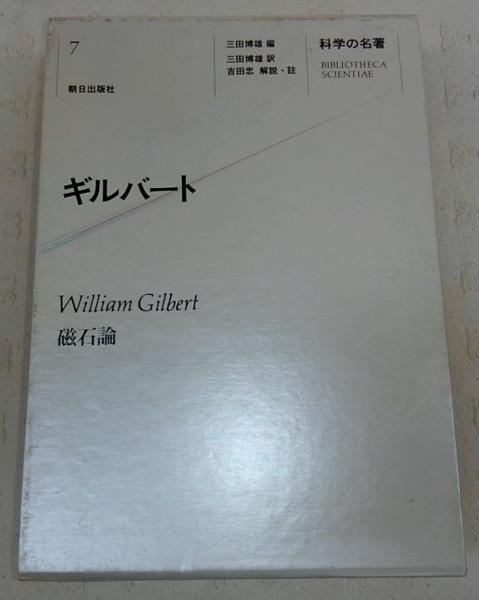 7
朝日出版社
三田博雄 編
三田博雄 訳
吉田忠 解説・註
科学の名著
BIBLIOTHECA
SCIENTIAE
ギルバート
William Gilbert
磁石論